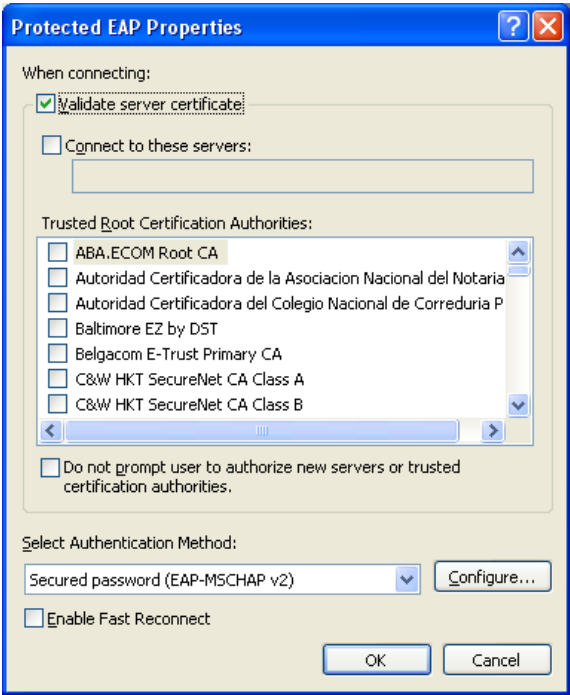 Protected EAP Properties
When connecting:
Validate server certificate
Connect to these servers:
Trusted Root Certification Authorities:
ABA.ECOM Root CA
Autoridad Certificadora de la Asociacion Nacional del Notaria
Autoridad Certificadora del Colegio Nacional de Correduria P
Baltimore EZ by DST
Belgacom E-Trust Primary CA
C&W HKT SecureNet CA Class A
C&W HKT SecureNet CA Class B
Do not prompt user to authorize new servers or trusted
certification authorities.
Select Authentication Method:
Secured password (EAP-MSCHAP v2)
Configure...
Enable Fast Reconnect
OK
Cancel